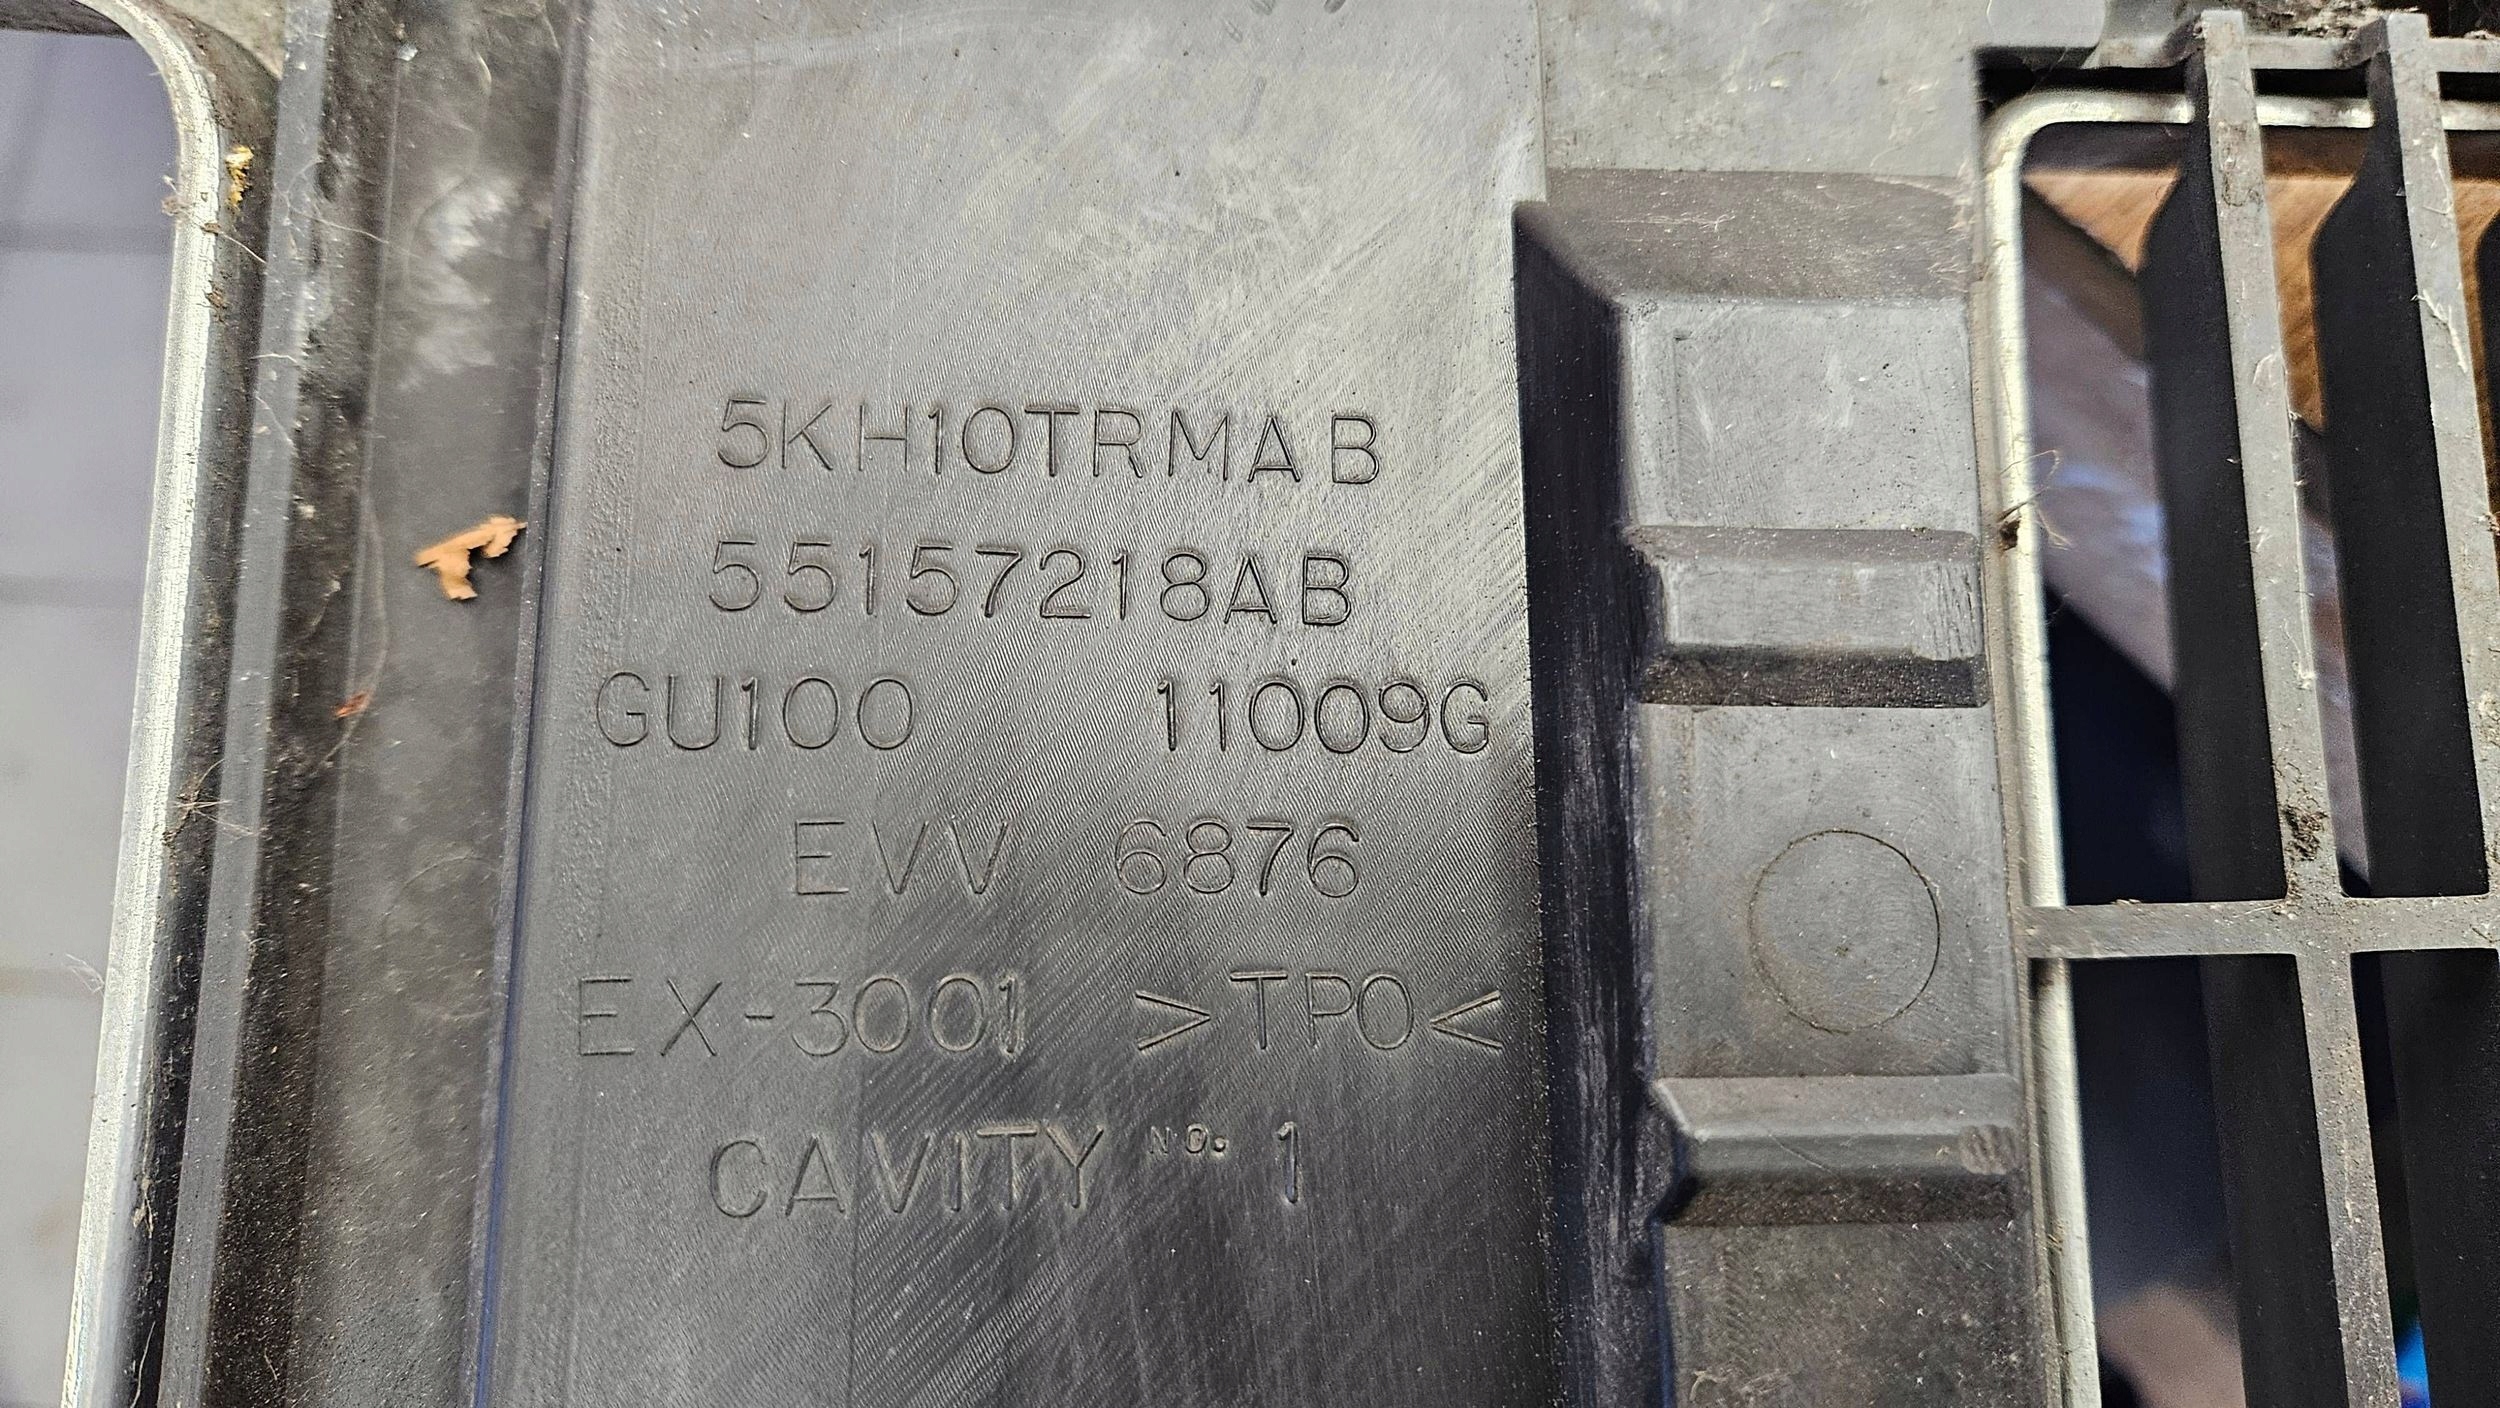 5KH10TRMAB
55157218AB
GU100 11009G
EVV 6876
EX-3001 >TPO<
CAVITY NO. 1